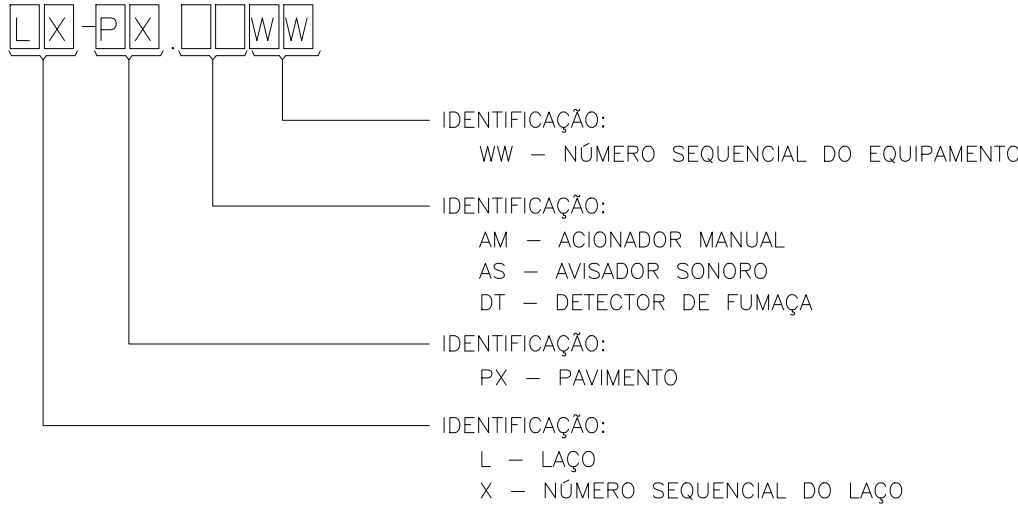 LX-PX.WW
IDENTIFICAÇÃO:
WW – NÚMERO SEQUENCIAL DO EQUIPAMENTO
IDENTIFICAÇÃO:
AM – ACIONADOR MANUAL
AS – AVISADOR SONORO
DT – DETECTOR DE FUMAÇA
IDENTIFICAÇÃO:
PX – PAVIMENTO
IDENTIFICAÇÃO:
L – LAÇO
X – NÚMERO SEQUENCIAL DO LAÇO